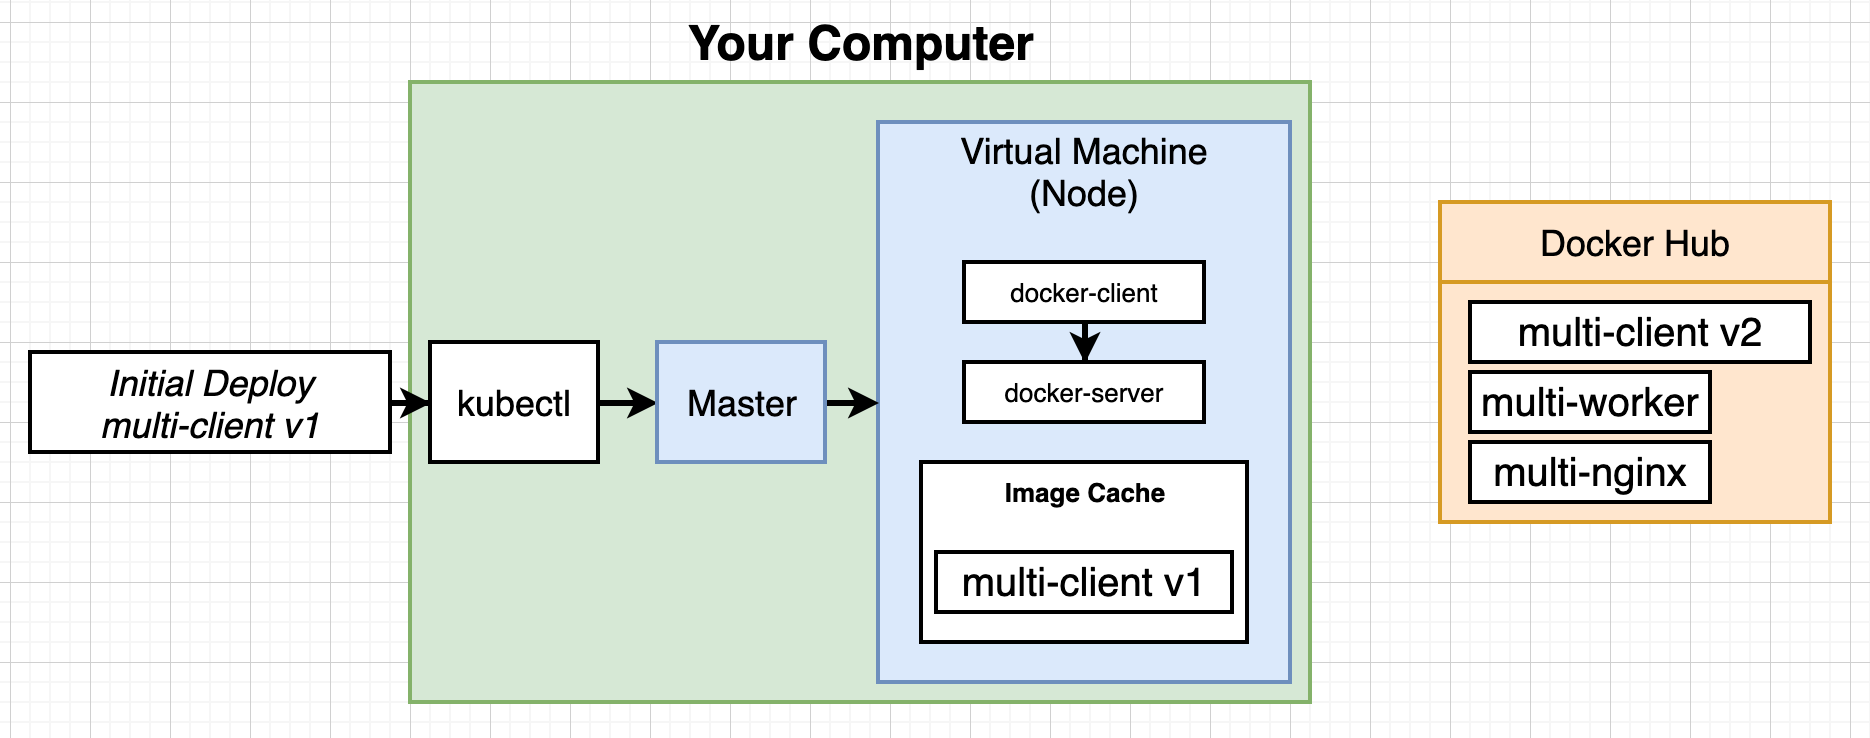 Your Computer
Initial Deploy
multi-client v1
kubectl
Master
Virtual Machine
(Node)
docker-client
docker-server
Image Cache
multi-client v1
Docker Hub
multi-client v2
multi-worker
multi-nginx